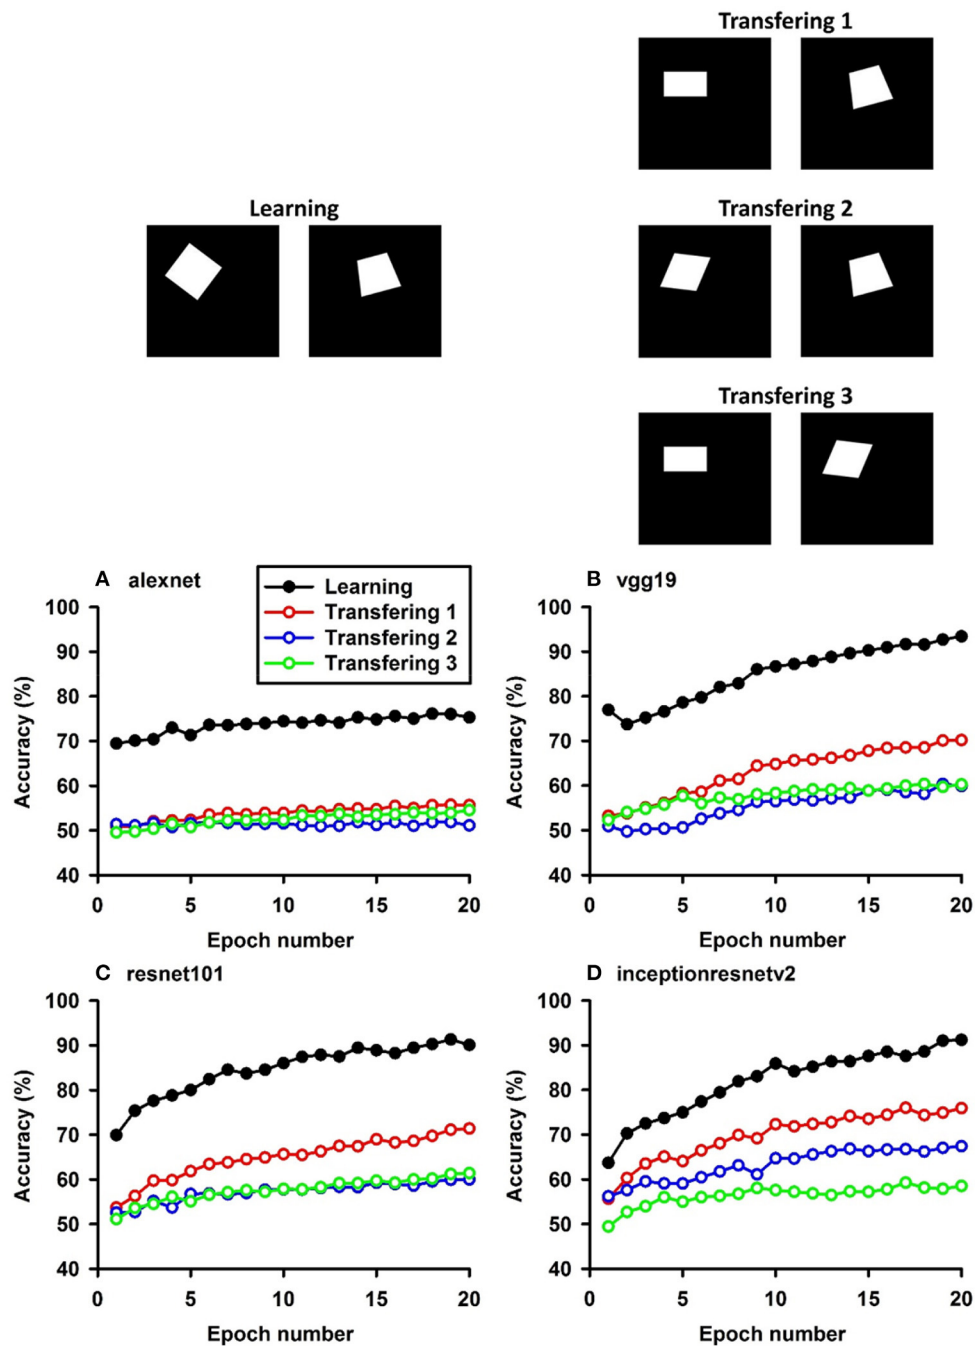 Transfering 1
Learning
Transfering 2
Transfering 3
A alexnet
Learning
Transfering 1
Transfering 2
Transfering 3
100
90
80
70
60
50
40
Accuracy (%)
0 5 10 15 20
Epoch number
B vgg19
100
90
80
70
60
50
40
Accuracy (%)
0 5 10 15 20
Epoch number
C resnet101
100
90
80
70
60
50
40
Accuracy (%)
0 5 10 15 20
Epoch number
D inceptionresnetv2
100
90
80
70
60
50
40
Accuracy (%)
0 5 10 15 20
Epoch number